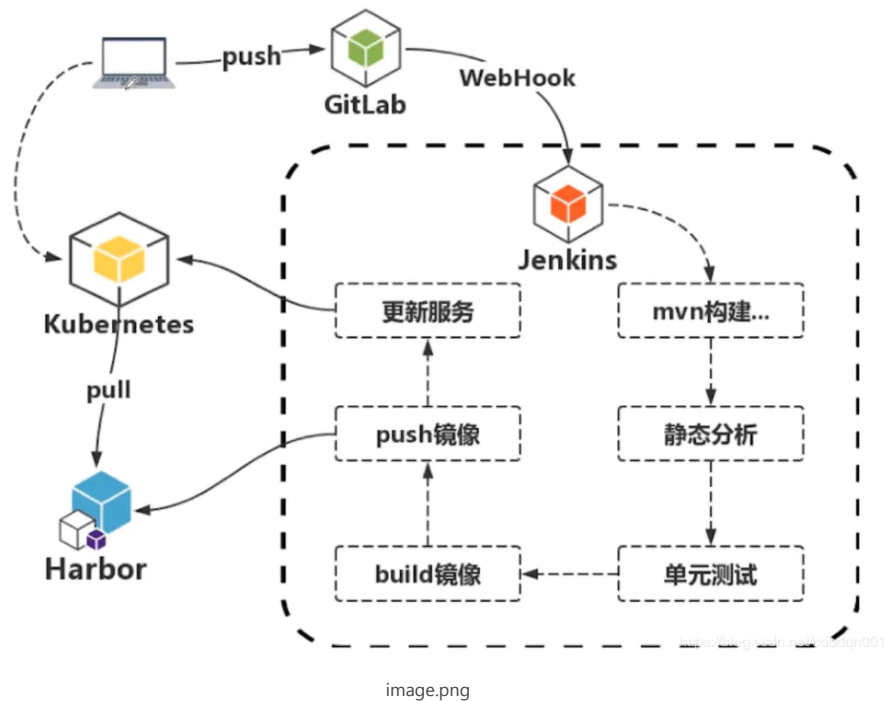 push
GitLab
WebHook
Jenkins
Kubernetes
更新服务
mvn构建...
pull
push镜像
静态分析
Harbor
build镜像
单元测试
image.png